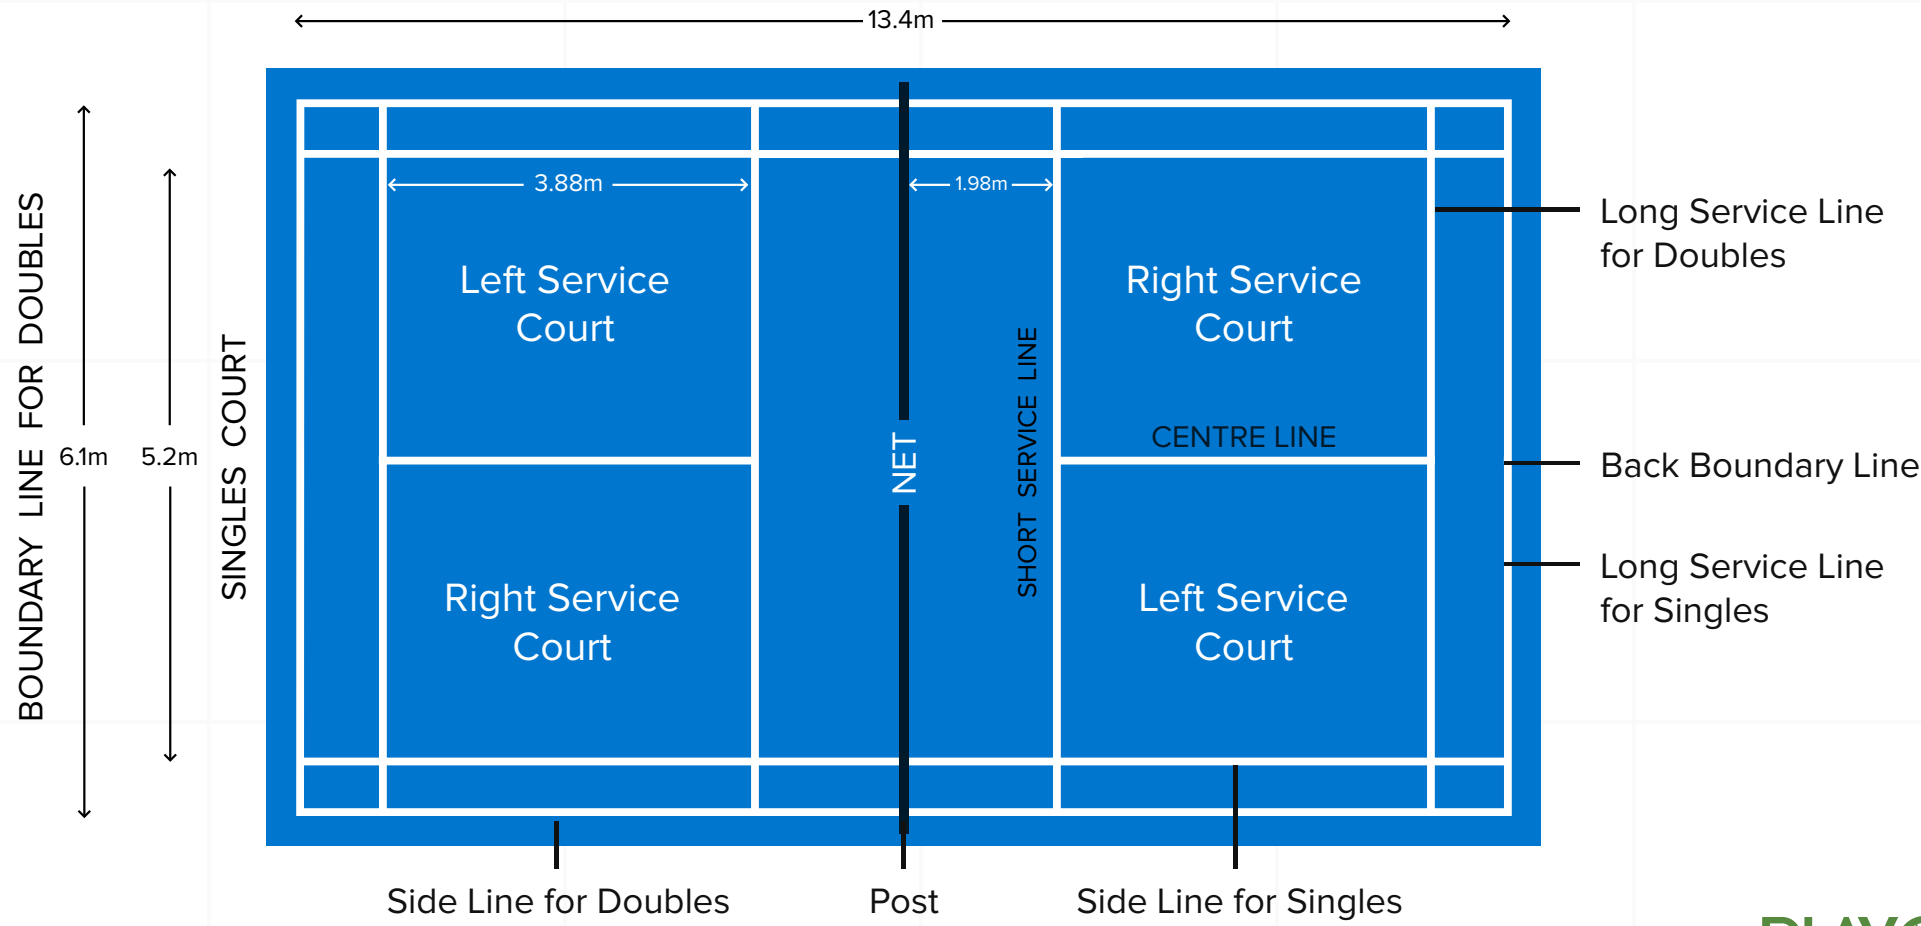 13.4m
3.88m
1.98m
BOUNDARY LINE FOR DOUBLES
6.1m
5.2m
SINGLES COURT
Left Service
Court
Right Service
Court
NET
SHORT SERVICE LINE
Right Service
Court
CENTRE LINE
Left Service
Court
Long Service Line
for Doubles
Back Boundary Line
Long Service Line
for Singles
Side Line for Doubles
Post
Side Line for Singles